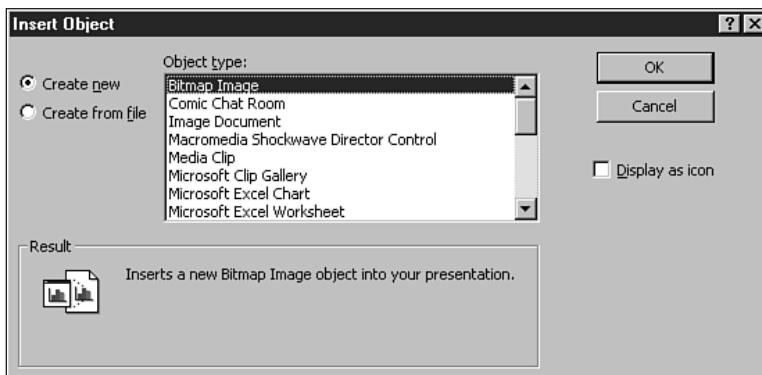 Insert Object
Object type:
Create new
Create from file
Bitmap Image
Comic Chat Room
Image Document
Macromedia Shockwave Director Control
Media Clip
Microsoft Clip Gallery
Microsoft Excel Chart
Microsoft Excel Worksheet
OK
Cancel
Display as icon
Result
Inserts a new Bitmap Image object into your presentation.